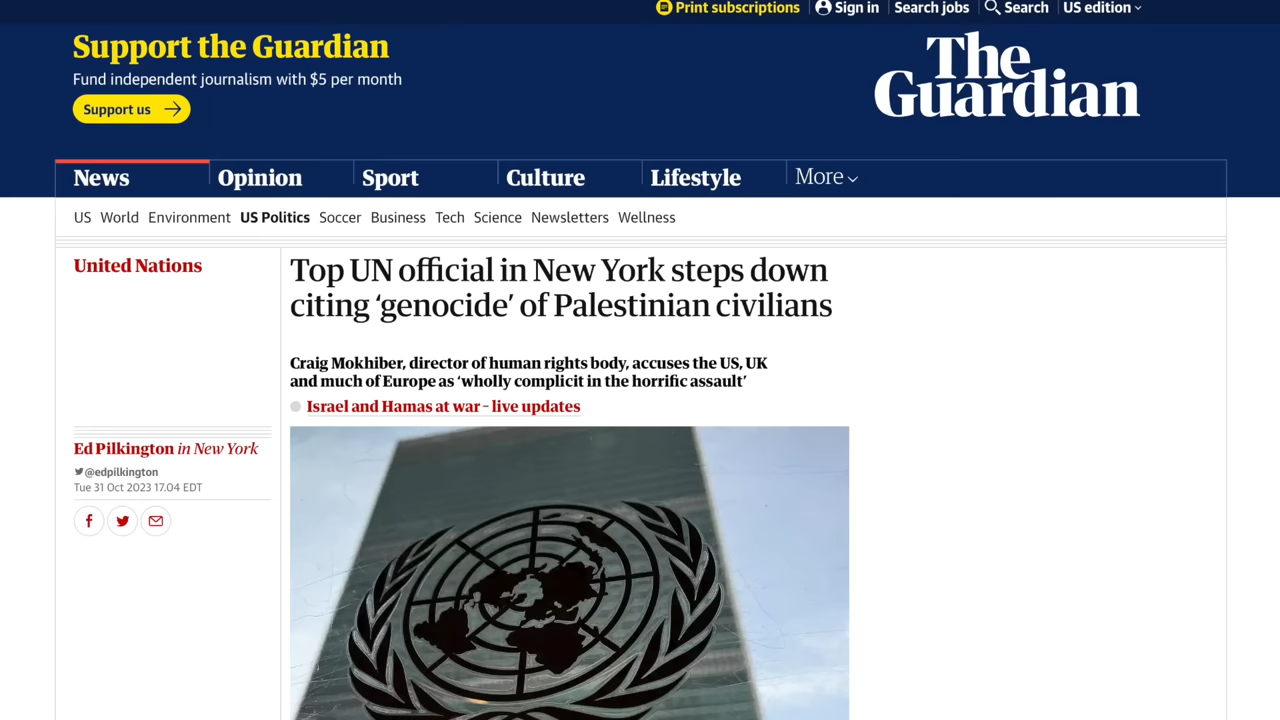 Print subscriptions
Sign in
Search jobs
Search
US edition
Support the Guardian
Fund independent journalism with $5 per month
Support us
The
Guardian
News
Opinion
Sport
Culture
Lifestyle
More
US
World
Environment
US Politics
Soccer
Business
Tech
Science
Newsletters
Wellness
United Nations
Top UN official in New York steps down
citing ‘genocide’ of Palestinian civilians
Craig Mokhiber, director of human rights body, accuses the US, UK
and much of Europe as ‘wholly complicit in the horrific assault’
Israel and Hamas at war – live updates
Ed Pilkington in New York
@edpilkington
Tue 31 Oct 2023 17.04 EDT